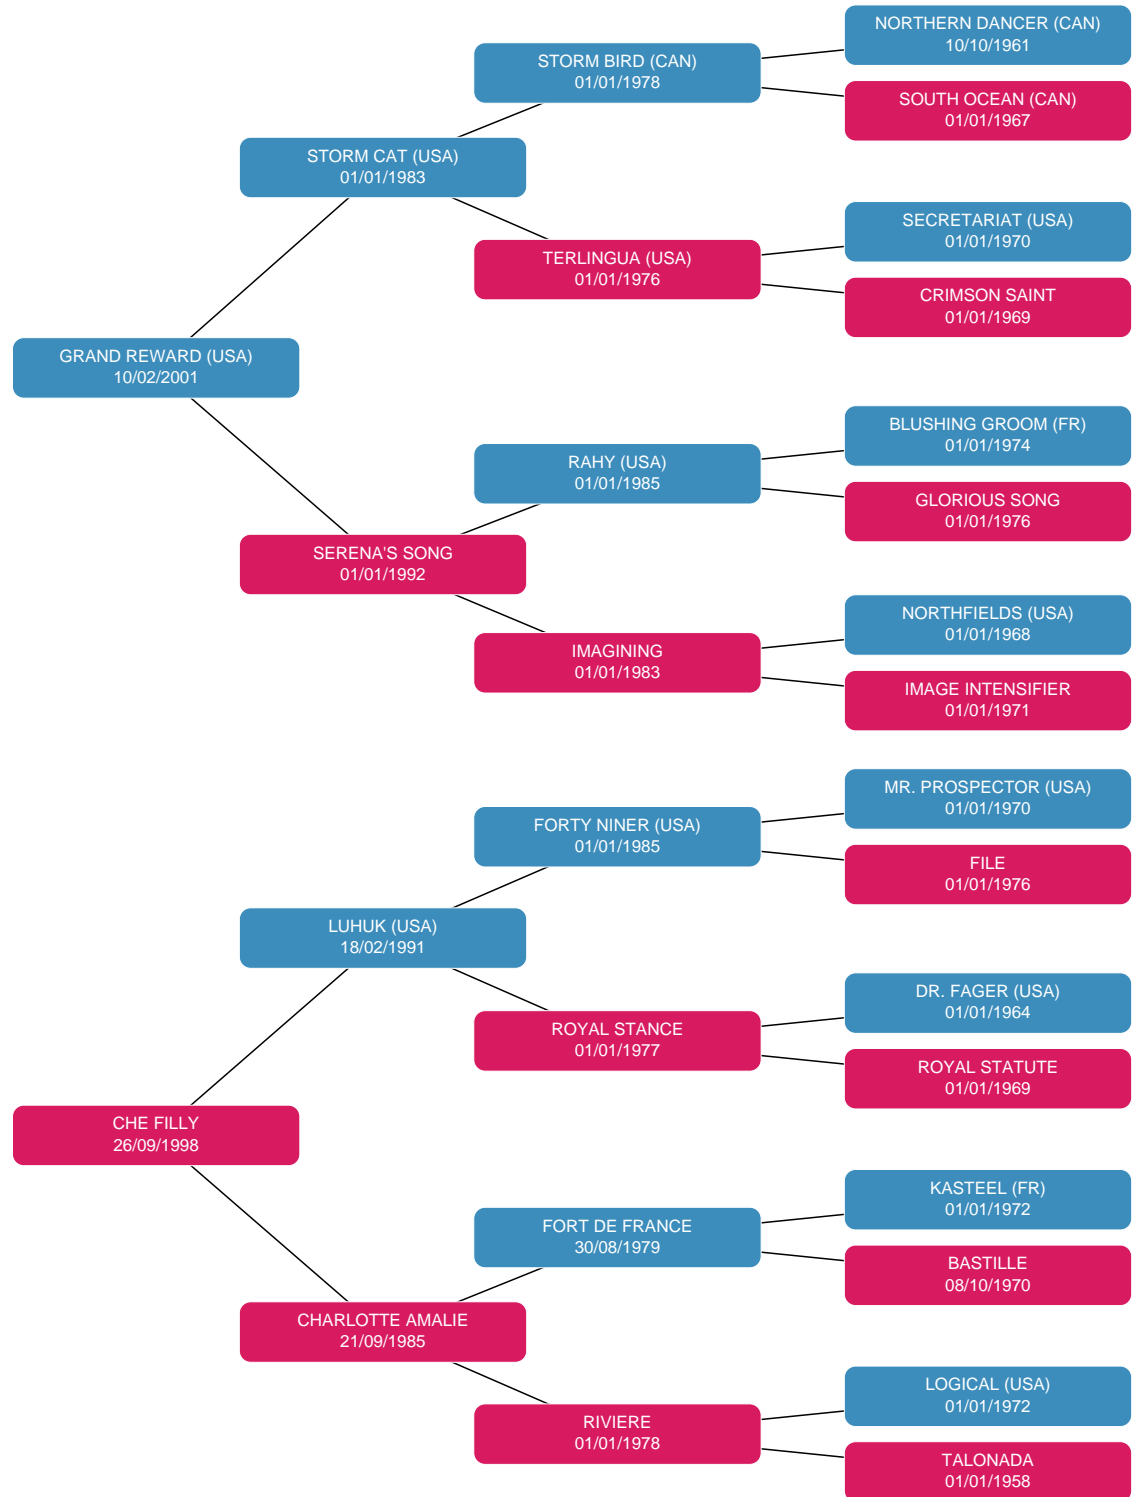 NORTHERN DANCER (CAN)
10/10/1961
STORM BIRD (CAN)
01/01/1978
SOUTH OCEAN (CAN)
01/01/1967
STORM CAT (USA)
01/01/1983
SECRETARIAT (USA)
01/01/1970
TERLINGUA (USA)
01/01/1976
CRIMSON SAINT
01/01/1969
GRAND REWARD (USA)
10/02/2001
BLUSHING GROOM (FR)
01/01/1974
RAHY (USA)
01/01/1985
GLORIOUS SONG
01/01/1976
SERENA'S SONG
01/01/1992
NORTHFIELDS (USA)
01/01/1968
IMAGINING
01/01/1983
IMAGE INTENSIFIER
01/01/1971
MR. PROSPECTOR (USA)
01/01/1970
FORTY NINER (USA)
01/01/1985
FILE
01/01/1976
LUHUK (USA)
18/02/1991
DR. FAGER (USA)
01/01/1964
ROYAL STANCE
01/01/1977
ROYAL STATUTE
01/01/1969
CHE FILLY
26/09/1998
KASTEEL (FR)
01/01/1972
FORT DE FRANCE
30/08/1979
BASTILLE
08/10/1970
CHARLOTTE AMALIE
21/09/1985
LOGICAL (USA)
01/01/1972
RIVIERE
01/01/1978
TALONADA
01/01/1958